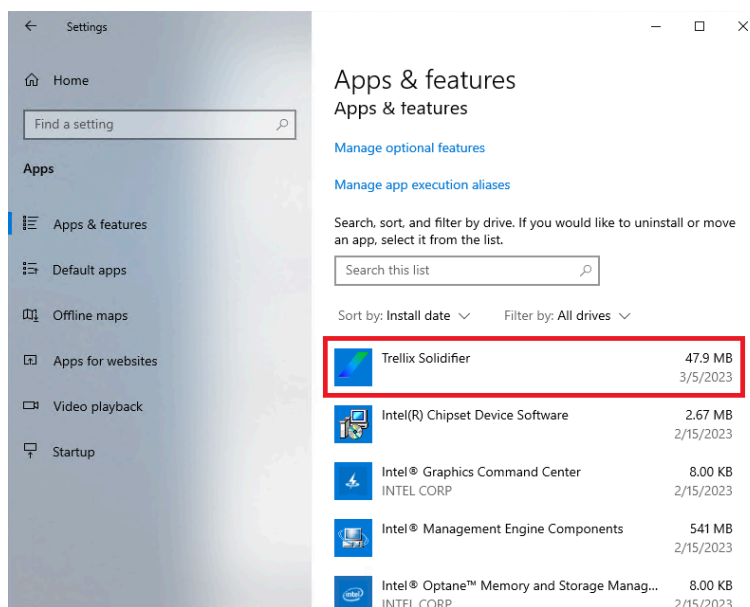 Settings
Home
Find a setting
Apps
Apps & features
Default apps
Offline maps
Apps for websites
Video playback
Startup
Apps & features
Apps & features
Manage optional features
Manage app execution aliases
Search, sort, and filter by drive. If you would like to uninstall or move
an app, select it from the list.
Search this list
Sort by: Install date Filter by: All drives
Trellix Solidifier 47.9 MB
3/5/2023
Intel(R) Chipset Device Software 2.67 MB
2/15/2023
Intel® Graphics Command Center 8.00 KB
INTEL CORP 2/15/2023
Intel® Management Engine Components 541 MB
2/15/2023
Intel® Optane™ Memory and Storage Manag... 8.00 KB
INTEL CORP 2/15/2023